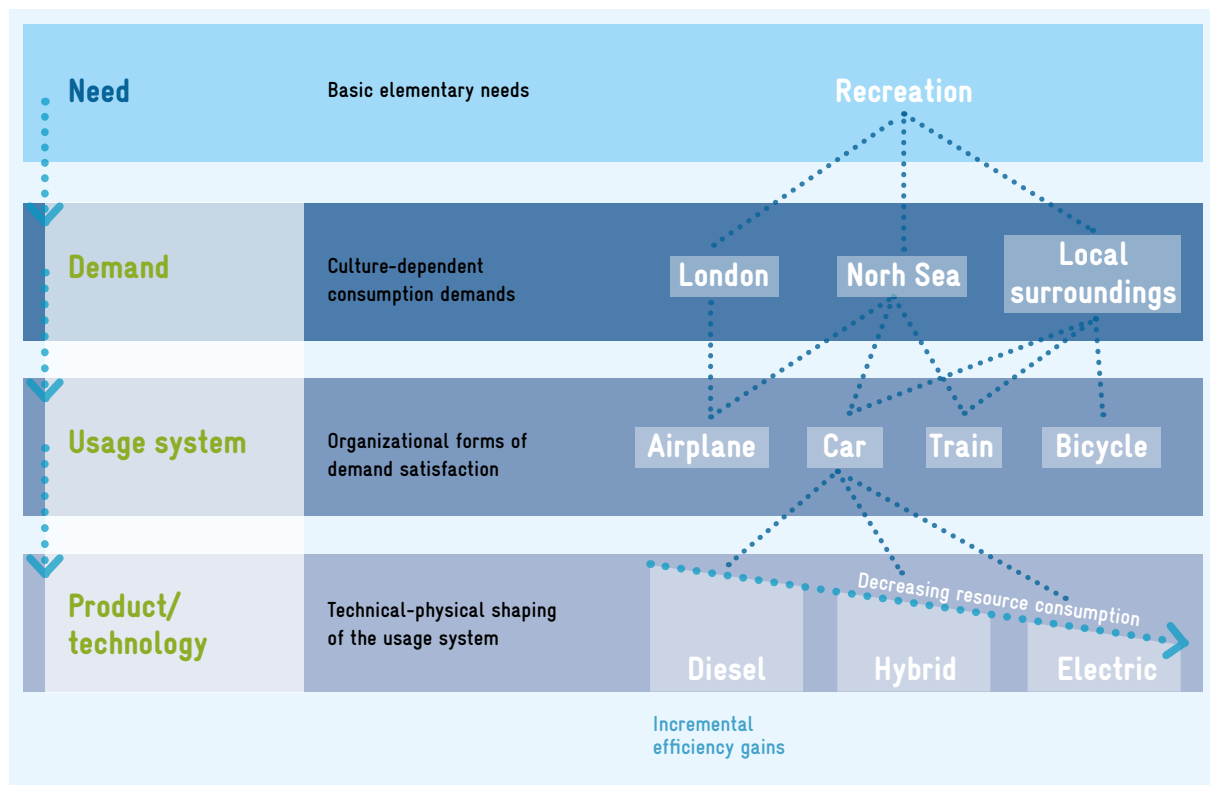 Need
Basic elementary needs
Recreation
Demand
Culture-dependent
consumption demands
London
Norh Sea
Local
surroundings
Usage system
Organizational forms of
demand satisfaction
Airplane
Car
Train
Bicycle
Product/
technology
Technical-physical shaping
of the usage system
Decreasing resource consumption
Diesel
Hybrid
Electric
Incremental
efficiency gains